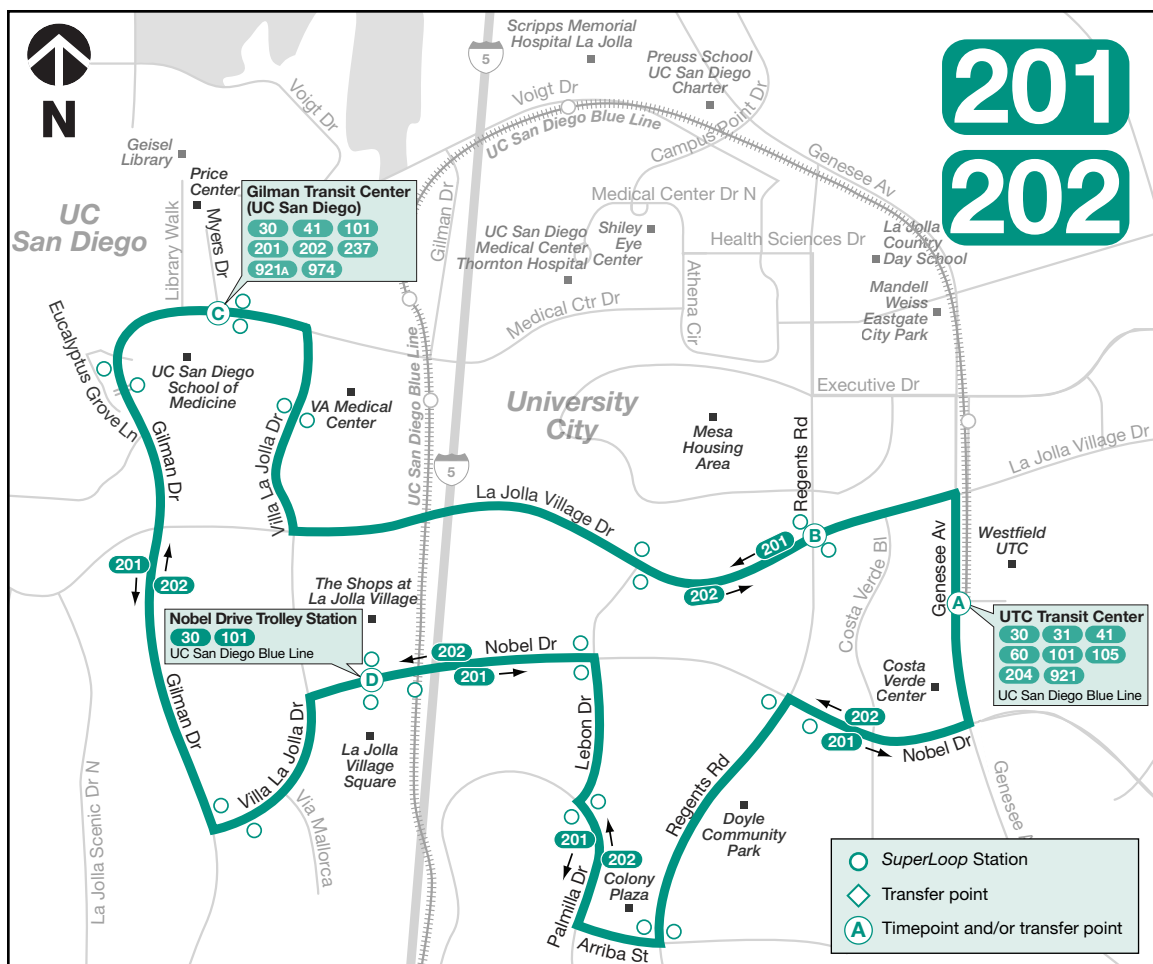 N
201
202
Scripps Memorial
Hospital La Jolla
Preuss School
UC San Diego
Charter
5
Voigt Dr
Voigt Dr
UC San Diego Blue Line
Campus Point Dr
Genesee Av
Geisel
Library
Price
Center
UC
San Diego
Library Walk
Myers Dr
Gilman Transit Center
(UC San Diego)
30 41 101
201 202 237
921A 974
Gilman Dr
Medical Center Dr N
UC San Diego
Medical Center
Thornton Hospital
Shiley
Eye
Center
Health Sciences Dr
La Jolla
Country
Day School
Athena Cir
Mandell
Weiss
Eastgate
City Park
C
Medical Ctr Dr
Eucalyptus Grove Ln
UC San Diego
School of
Medicine
VA Medical
Center
UC San Diego Blue Line
Executive Dr
University
City
Mesa
Housing
Area
Regents Rd
La Jolla Village Dr
Gilman Dr
Villa La Jolla Dr
5
La Jolla Village Dr
B
201
202
Costa Verde Bl
Genesee Av
Westfield
UTC
201
202
The Shops at
La Jolla Village
A
UTC Transit Center
30 31 41
60 101 105
204 921
UC San Diego Blue Line
Nobel Drive Trolley Station
30 101
UC San Diego Blue Line
202
201
Nobel Dr
D
Costa
Verde
Center
Gilman Dr
Villa La Jolla Dr
La Jolla
Village
Square
Lebon Dr
202
201
Nobel Dr
Regents Rd
Genesee A
La Jolla Scenic Dr N
Via Mallorca
Doyle
Community
Park
201
202
Palmilla Dr
Colony
Plaza
Arriba St
SuperLoop Station
Transfer point
A
Timepoint and/or transfer point